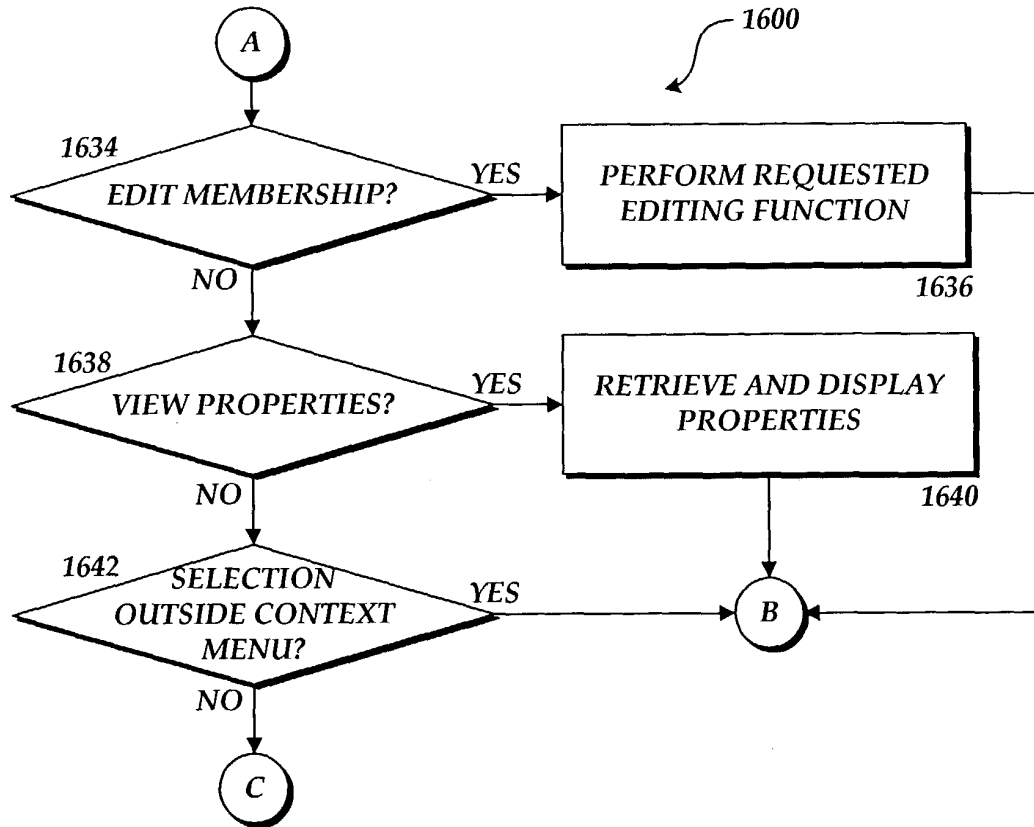 A
1600
1634
EDIT MEMBERSHIP?
YES
PERFORM REQUESTED
EDITING FUNCTION
1636
NO
1638
VIEW PROPERTIES?
YES
RETRIEVE AND DISPLAY
PROPERTIES
1640
NO
1642
SELECTION
OUTSIDE CONTEXT
MENU?
YES
B
NO
C